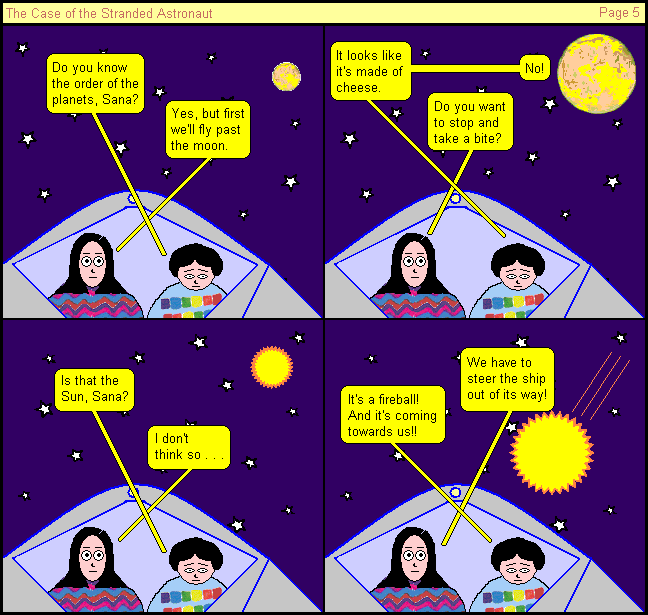 The Case of the Stranded Astronaut
Page 5
Do you know
the order of the
planets, Sana?
Yes, but first
we'll fly past
the moon.
It looks like
it's made of
cheese.
No!
Do you want
to stop and
take a bite?
Is that the
Sun, Sana?
I don't
think so . . .
It's a fireball!
And it's coming
towards us!!
We have to
steer the ship
out of its way!